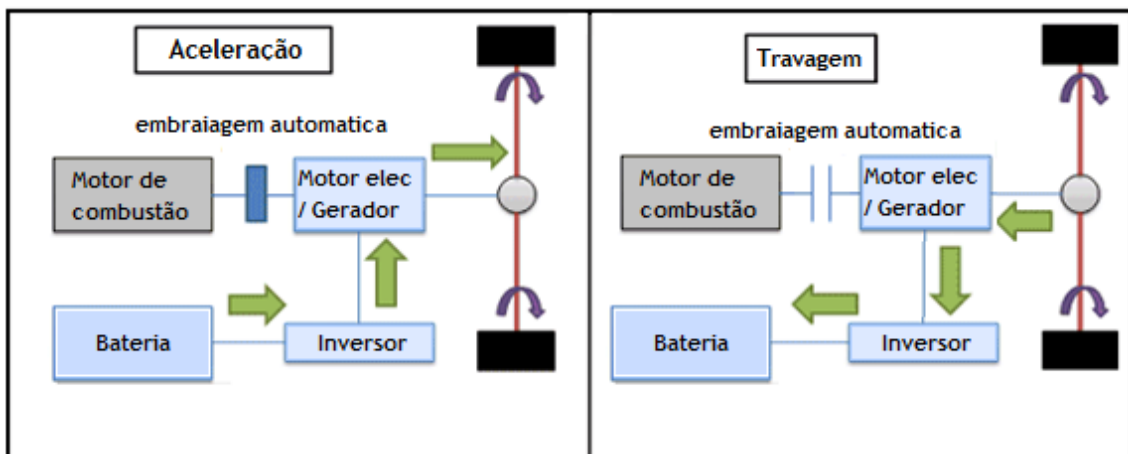 Aceleração
embraiagem automatica
Motor de
combustão
Motor elec
/ Gerador
Bateria
Inversor
Travagem
embraiagem automatica
Motor de
combustão
Motor elec
/ Gerador
Bateria
Inversor